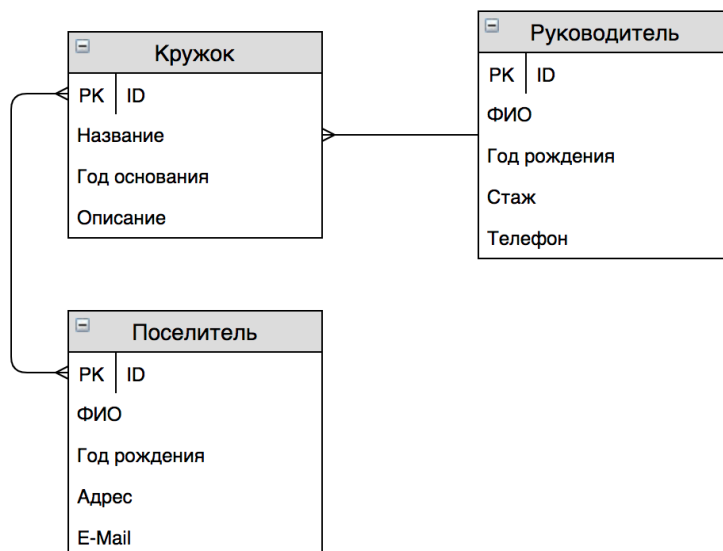 Кружок
PK ID
Название
Год основания
Описание
Руководитель
PK ID
ФИО
Год рождения
Стаж
Телефон
Поселитель
PK ID
ФИО
Год рождения
Адрес
E-Mail